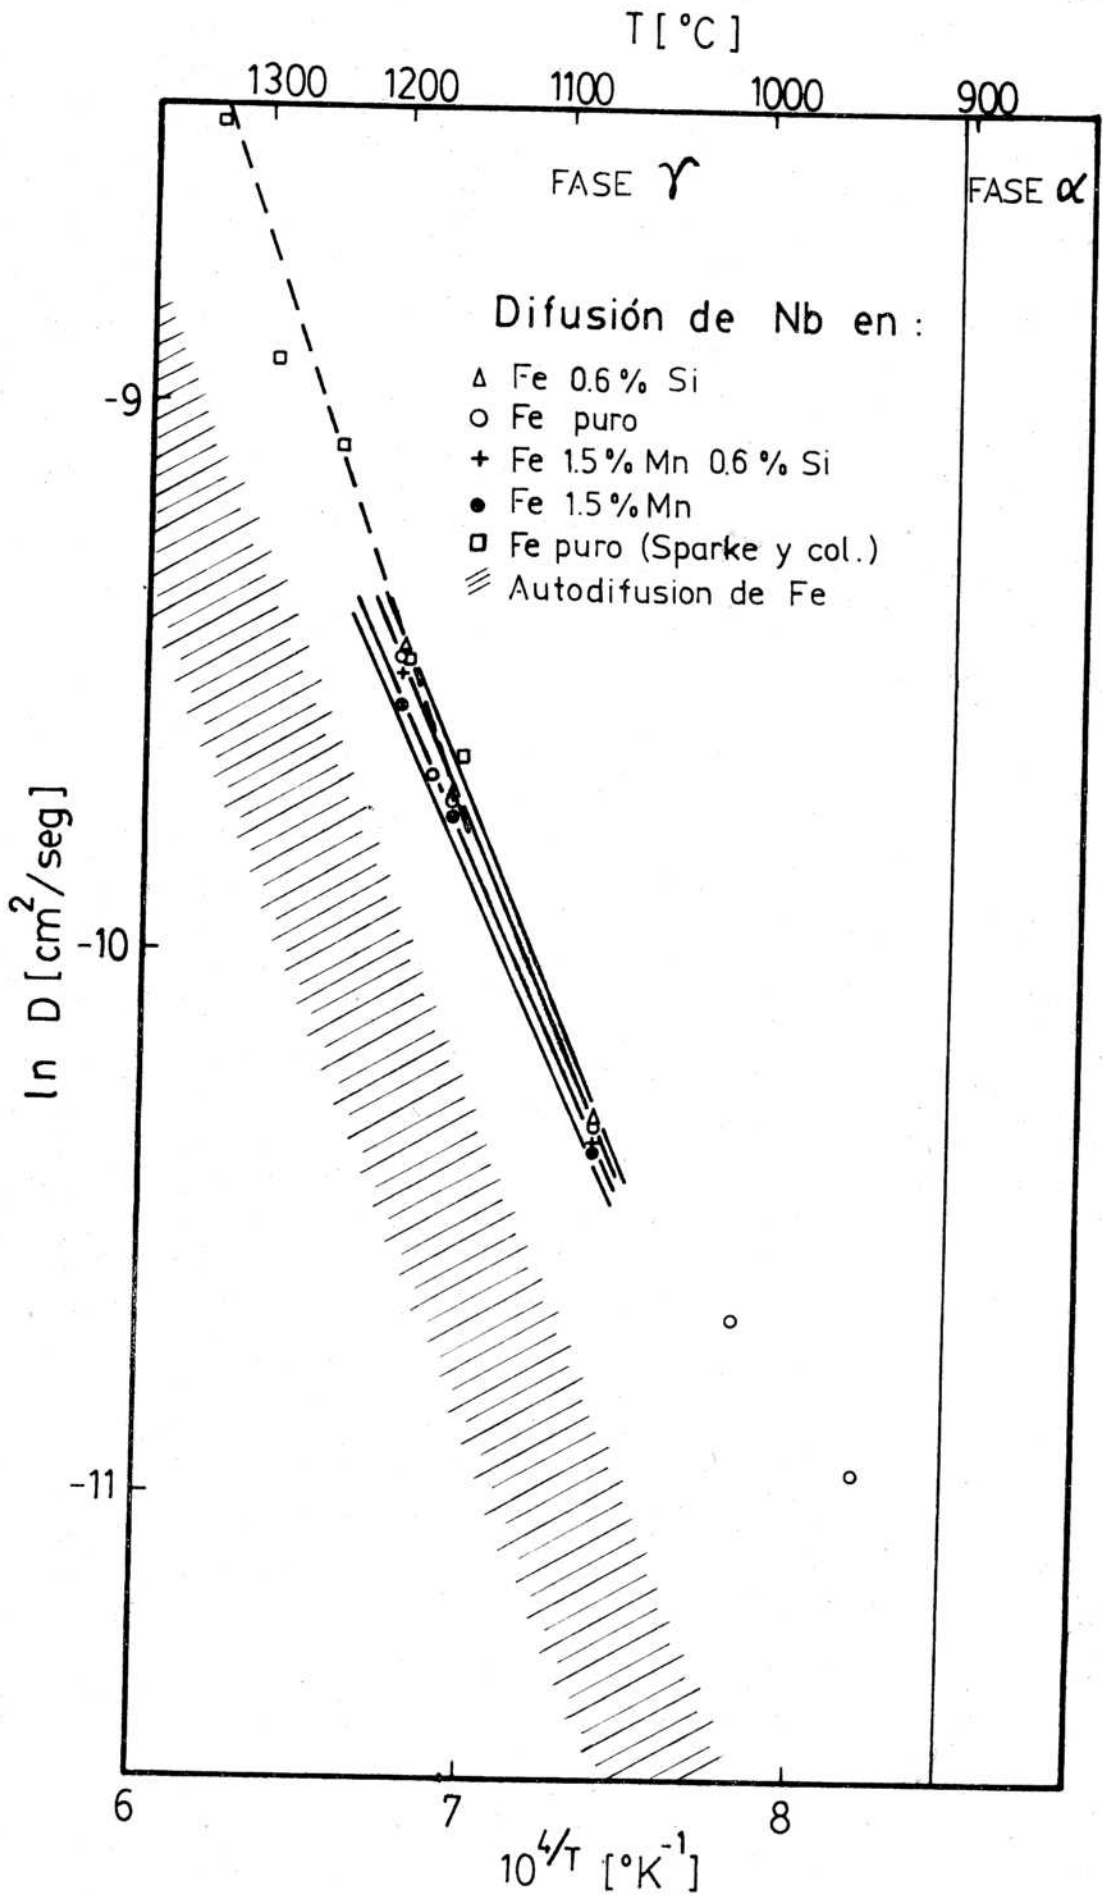 T [ °C ]
1300 1200 1100 1000 900
FASE γ
FASE α
Difusión de Nb en :
Δ Fe 0.6 % Si
○ Fe puro
+ Fe 1.5 % Mn 0.6 % Si
● Fe 1.5 % Mn
□ Fe puro (Sparke y col.)
Autodifusion de Fe
-9
-10
-11
ln D [cm²/seg]
6 7 8
10⁴/T [°K⁻¹]